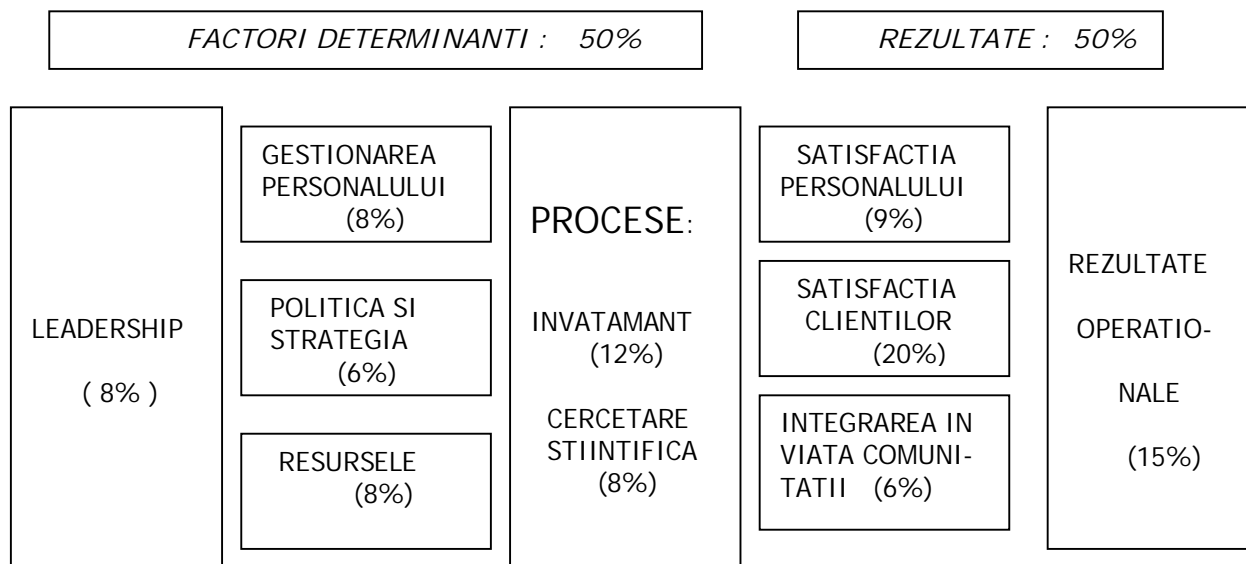 FACTORI DETERMINANTI : 50%
REZULTATE : 50%
LEADERSHIP
( 8% )
GESTIONAREA
PERSONALULUI
(8%)
POLITICA SI
STRATEGIA
(6%)
RESURSELE
(8%)
PROCESE:
INVATAMANT
(12%)
CERCETARE
STIINTIFICA
(8%)
SATISFACTIA
PERSONALULUI
(9%)
SATISFACTIA
CLIENTILOR
(20%)
INTEGRAREA IN
VIATA COMUNI-
TATII (6%)
REZULTATE
OPERATIO-
NALE
(15%)